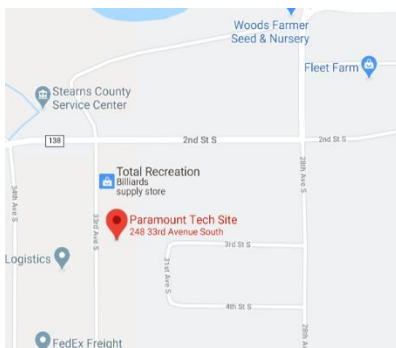 Woods Farmer
Seed & Nursery
Fleet Farm
Stearns County
Service Center
138
2nd St S
2nd St S
Total Recreation
Billiards
supply store
34th Ave S
33rd Ave S
28th Ave S
Paramount Tech Site
248 33rd Avenue South
3rd St S
31st Ave S
Logistics
4th St S
28th Ave
FedEx Freight